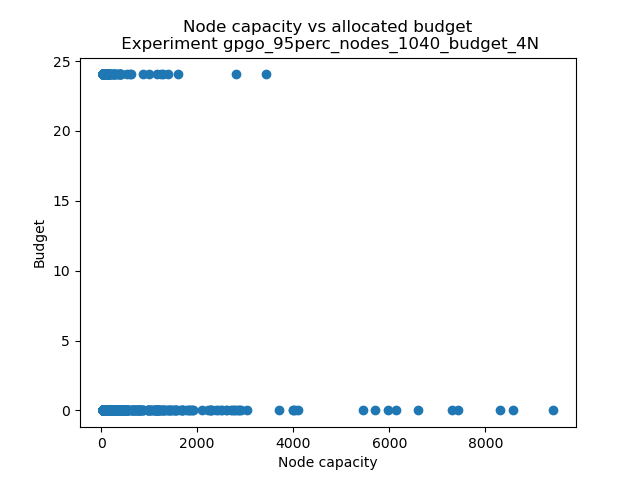 Node capacity vs allocated budget
Experiment gpgo_95perc_nodes_1040_budget_4N
25
20
15
10
5
0
Budget
0 2000 4000 6000 8000
Node capacity